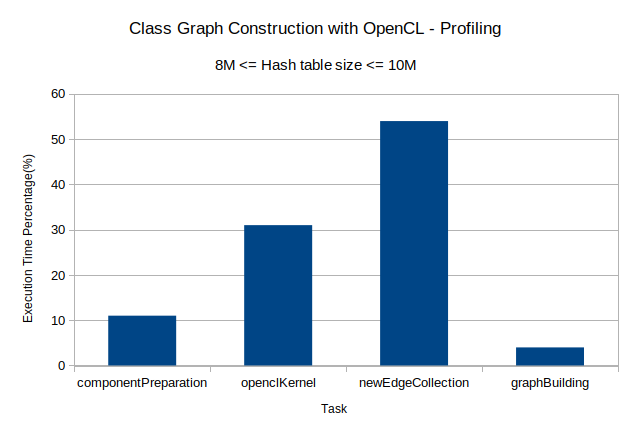 Class Graph Construction with OpenCL - Profiling
8M <= Hash table size <= 10M
Execution Time Percentage(%)
60
50
40
30
20
10
0
componentPreparation openclKernel newEdgeCollection graphBuilding
Task